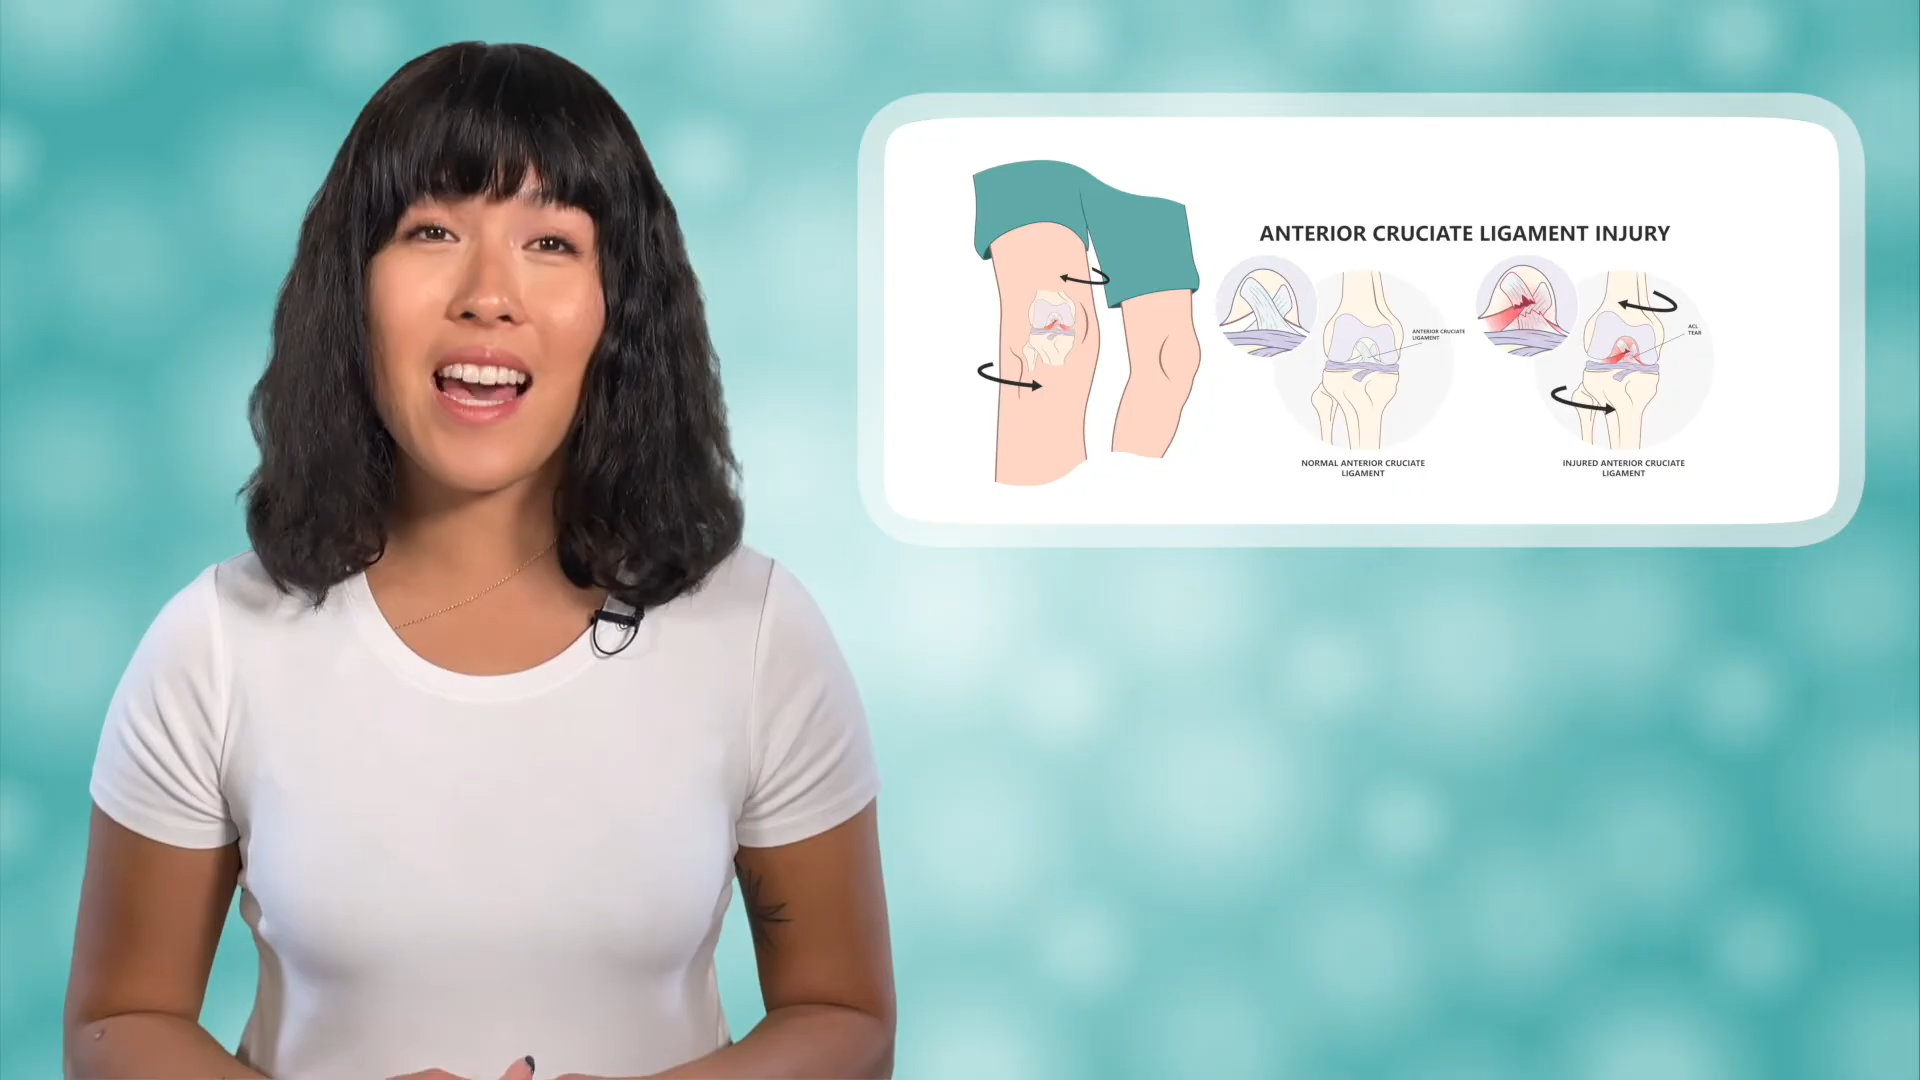 ANTERIOR CRUCIATE LIGAMENT INJURY
ANTERIOR CRUCIATE
LIGAMENT
ACL
TEAR
NORMAL ANTERIOR CRUCIATE
LIGAMENT
INJURED ANTERIOR CRUCIATE
LIGAMENT